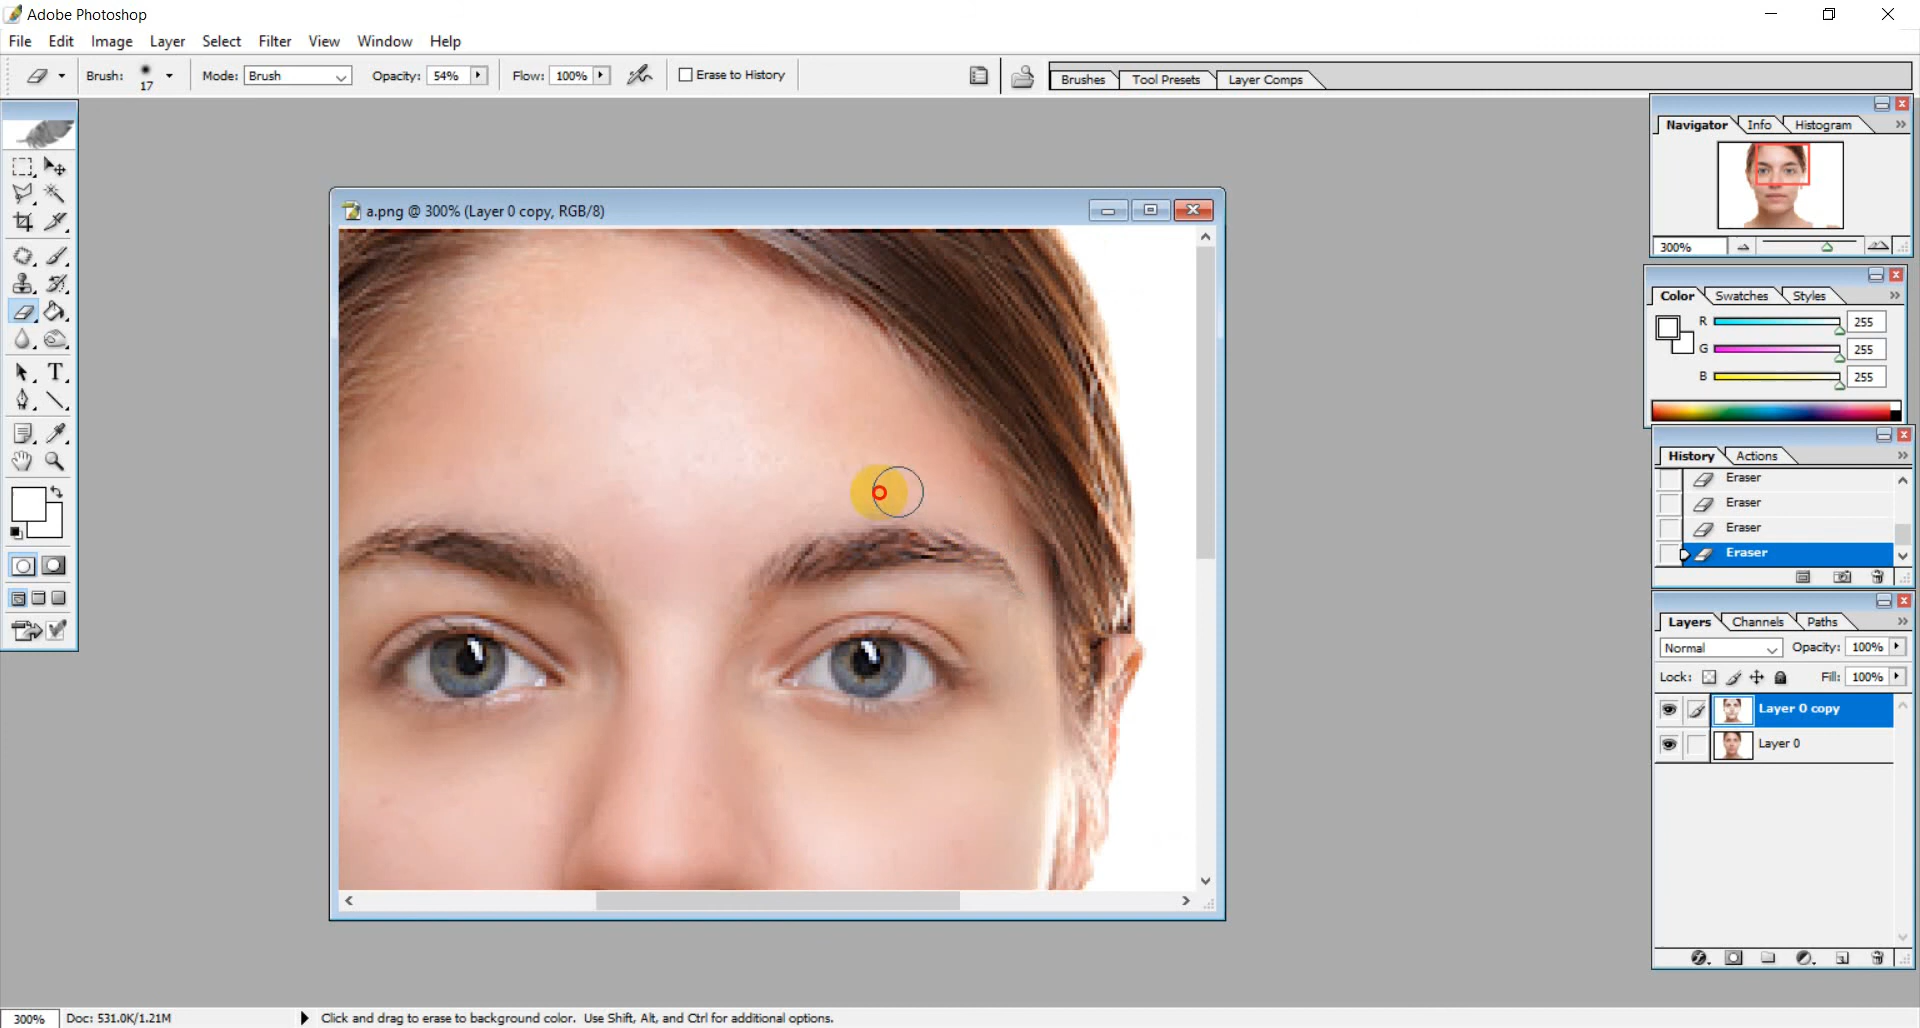 Adobe Photoshop
File Edit Image Layer Select Filter View Window Help
Brush: 17 Mode: Brush Opacity: 54% Flow: 100% Erase to History Brushes Tool Presets Layer Comps
Navigator Info Histogram
300%
a.png @ 300% (Layer 0 copy, RGB/8)
Color Swatches Styles
R 255
G 255
B 255
T
History Actions
Eraser
Eraser
Eraser
Eraser
Layers Channels Paths
Normal Opacity: 100%
Lock: Fill: 100%
Layer 0 copy
Layer 0
300% Doc: 531.0K/1.21M Click and drag to erase to background color. Use Shift, Alt, and Ctrl for additional options.